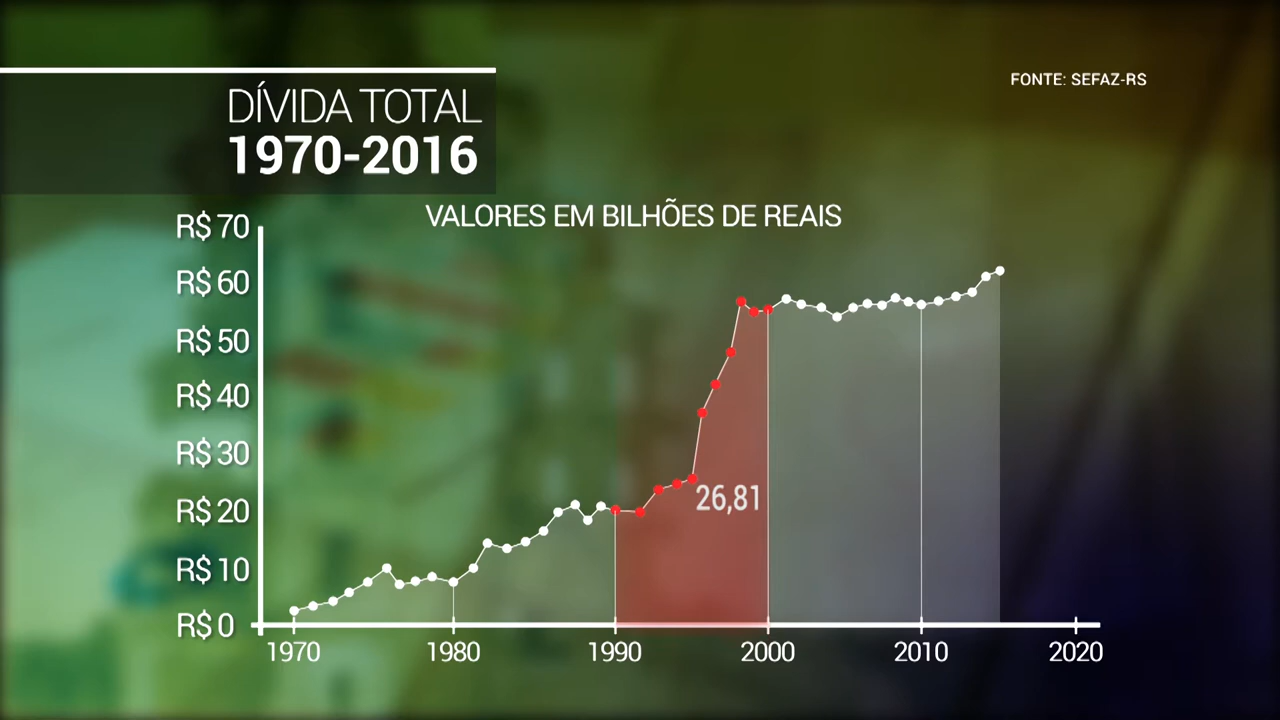 DÍVIDA TOTAL
1970-2016
FONTE: SEFAZ-RS
VALORES EM BILHÕES DE REAIS
R$ 70
R$ 60
R$ 50
R$ 40
R$ 30
R$ 20
R$ 10
R$ 0
26,81
1970 1980 1990 2000 2010 2020